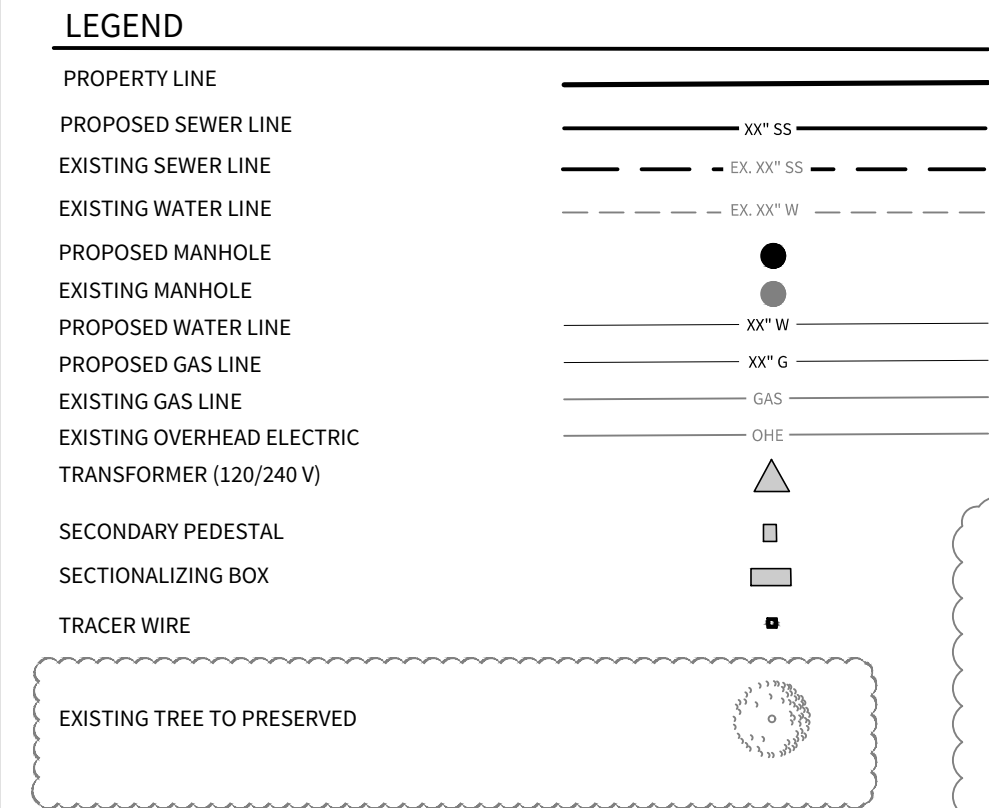 LEGEND
PROPERTY LINE
PROPOSED SEWER LINE XX" SS
EXISTING SEWER LINE EX. XX" SS
EXISTING WATER LINE EX. XX" W
PROPOSED MANHOLE
EXISTING MANHOLE
PROPOSED WATER LINE XX" W
PROPOSED GAS LINE XX" G
EXISTING GAS LINE GAS
EXISTING OVERHEAD ELECTRIC OHE
TRANSFORMER (120/240 V)
SECONDARY PEDESTAL
SECTIONALIZING BOX
TRACER WIRE
EXISTING TREE TO PRESERVED